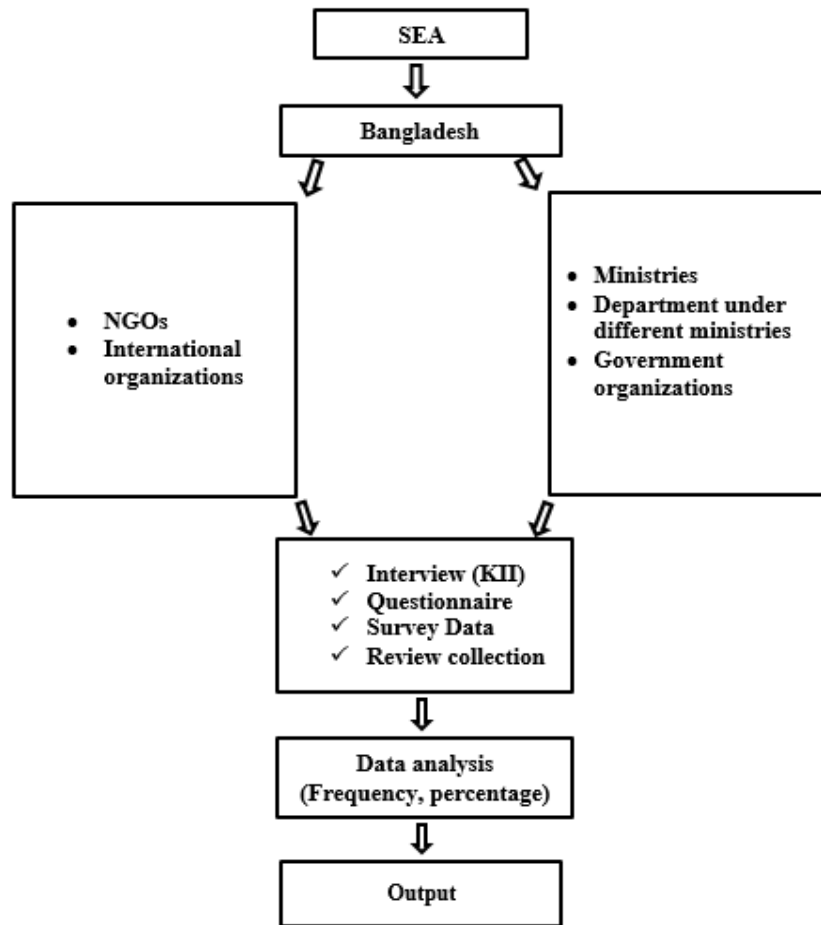 SEA
Bangladesh
• NGOs
• International
organizations
• Ministries
• Department under
different ministries
• Government
organizations
✓ Interview (KII)
✓ Questionnaire
✓ Survey Data
✓ Review collection
Data analysis
(Frequency, percentage)
Output